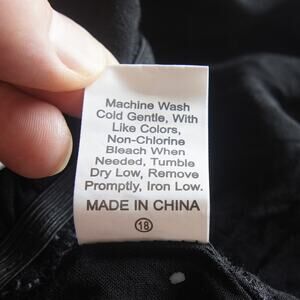 Machine Wash
Cold Gentle, With
Like Colors,
Non-Chlorine
Bleach When
Needed, Tumble
Dry Low, Remove
Promptly, Iron Low.
MADE IN CHINA
18